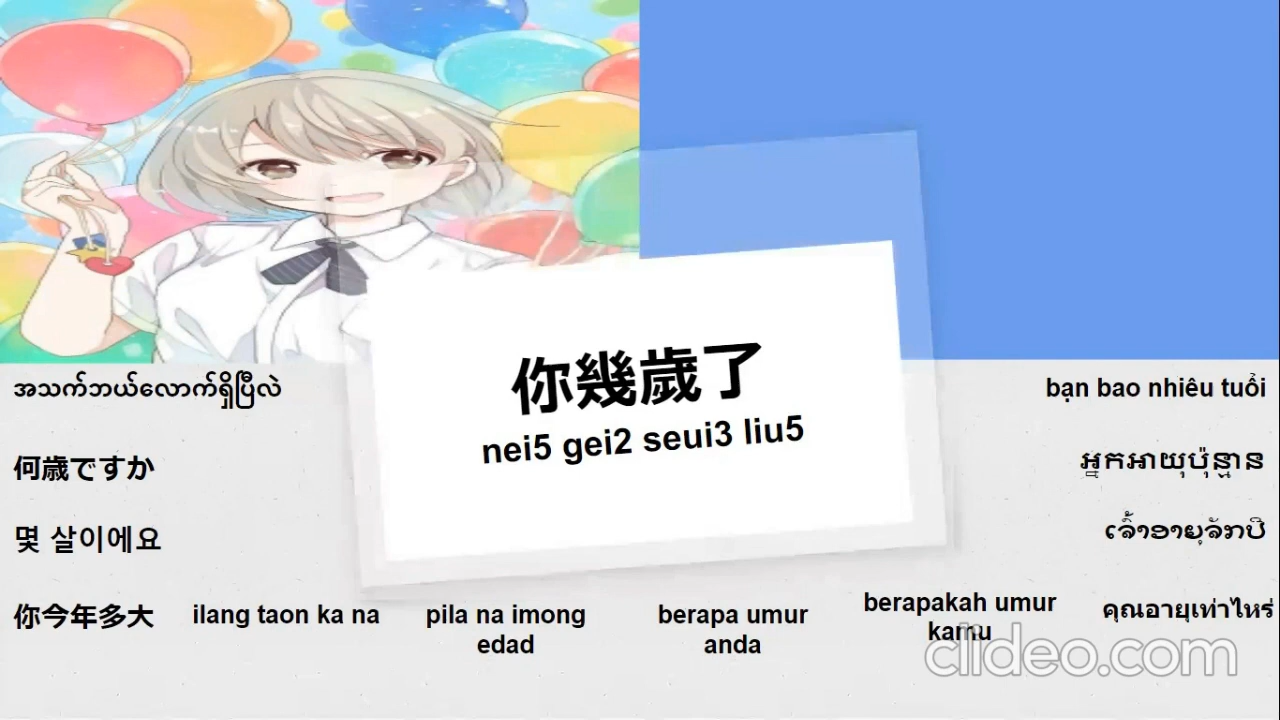 你幾歲了
nei5 gei2 seui3 liu5
အသက်ဘယ်လောက်ရှိပြီလဲ
bạn bao nhiêu tuổi
何歳ですか
អ្នកអាយុប៉ុន្មាន
몇 살이에요
ເຈົ້າອາຍຸຈັກປີ
你今年多大
ilang taon ka na
pila na imong
edad
berapa umur
anda
berapakah umur
kamu
คุณอายุเท่าไหร่
clideo.com